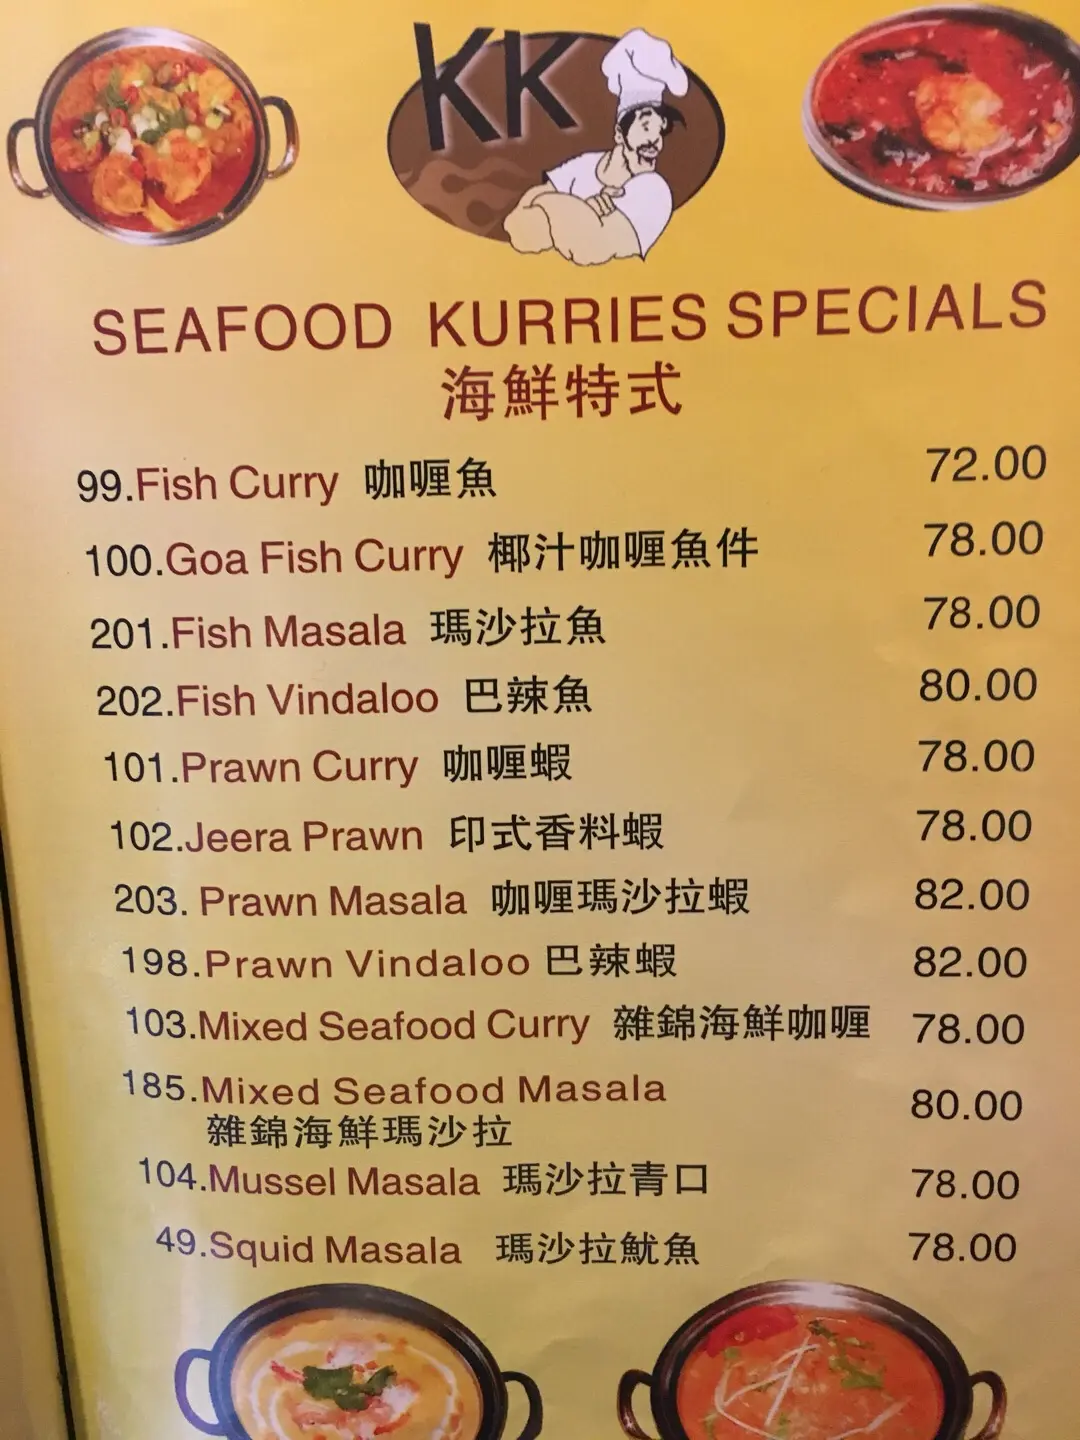 KK
SEAFOOD KURRIES SPECIALS
海鮮特式
99.Fish Curry 咖喱魚 72.00
100.Goa Fish Curry 椰汁咖喱魚件 78.00
201.Fish Masala 瑪沙拉魚 78.00
202.Fish Vindaloo 巴辣魚 80.00
101.Prawn Curry 咖喱蝦 78.00
102.Jeera Prawn 印式香料蝦 78.00
203. Prawn Masala 咖喱瑪沙拉蝦 82.00
198.Prawn Vindaloo 巴辣蝦 82.00
103.Mixed Seafood Curry 雜錦海鮮咖喱 78.00
185.Mixed Seafood Masala 80.00
雜錦海鮮瑪沙拉
104.Mussel Masala 瑪沙拉青口 78.00
49.Squid Masala 瑪沙拉魷魚 78.00